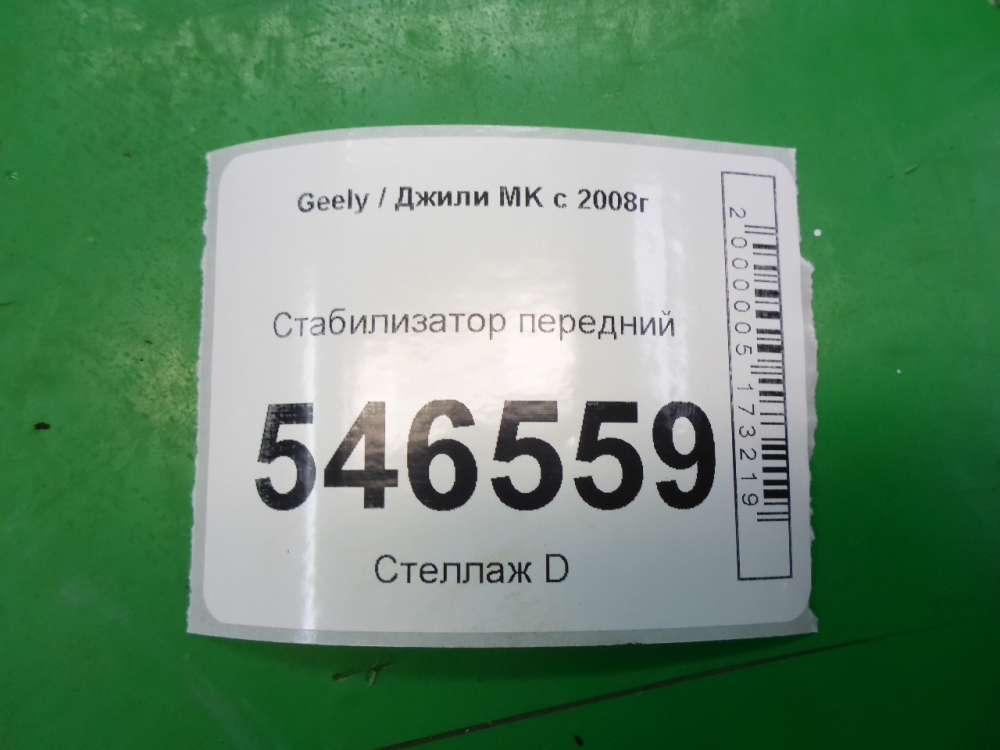 Geely / Джили МК с 2008г
Стабилизатор передний
546559
Стеллаж D
2000005173219